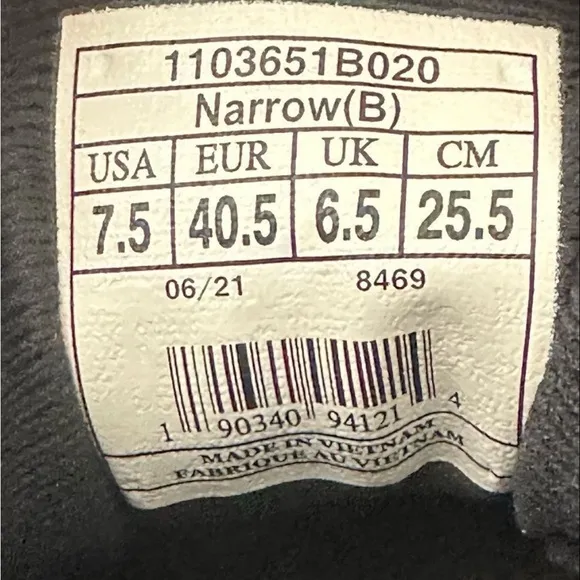 1103651B020
Narrow(B)
USA EUR UK CM
7.5 40.5 6.5 25.5
06/21 8469
1 90340 94121 4
MADE IN VIETNAM
FABRIQUE AU VIETNAM